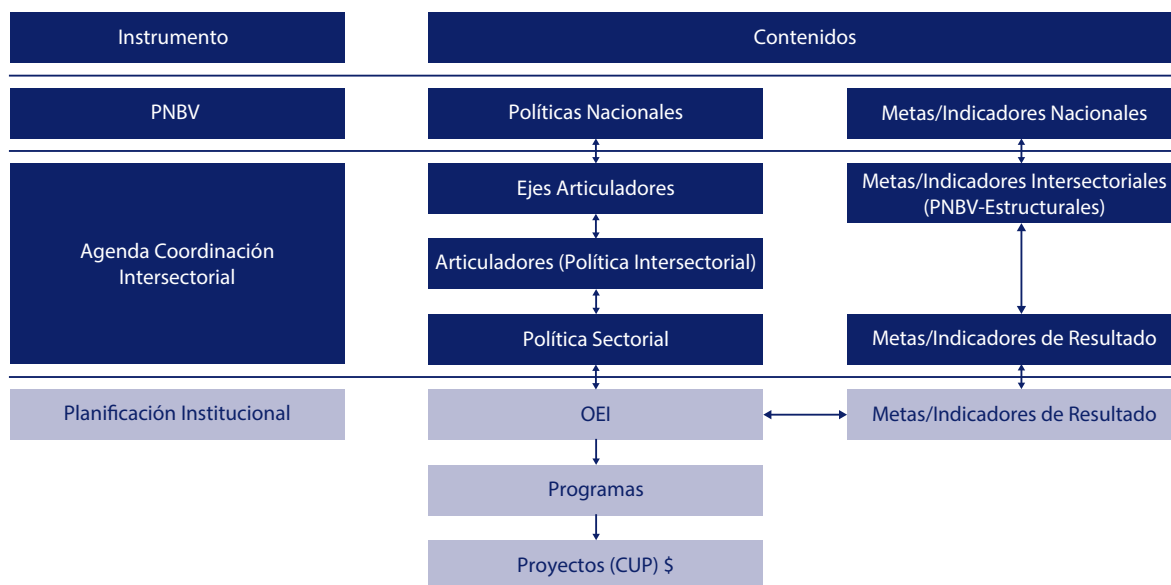 Instrumento
Contenidos
PNBV
Políticas Nacionales
Metas/Indicadores Nacionales
Agenda Coordinación
Intersectorial
Ejes Articuladores
Metas/Indicadores Intersectoriales
(PNBV-Estructurales)
Articuladores (Política Intersectorial)
Política Sectorial
Metas/Indicadores de Resultado
Planificación Institucional
OEI
Metas/Indicadores de Resultado
Programas
Proyectos (CUP) $